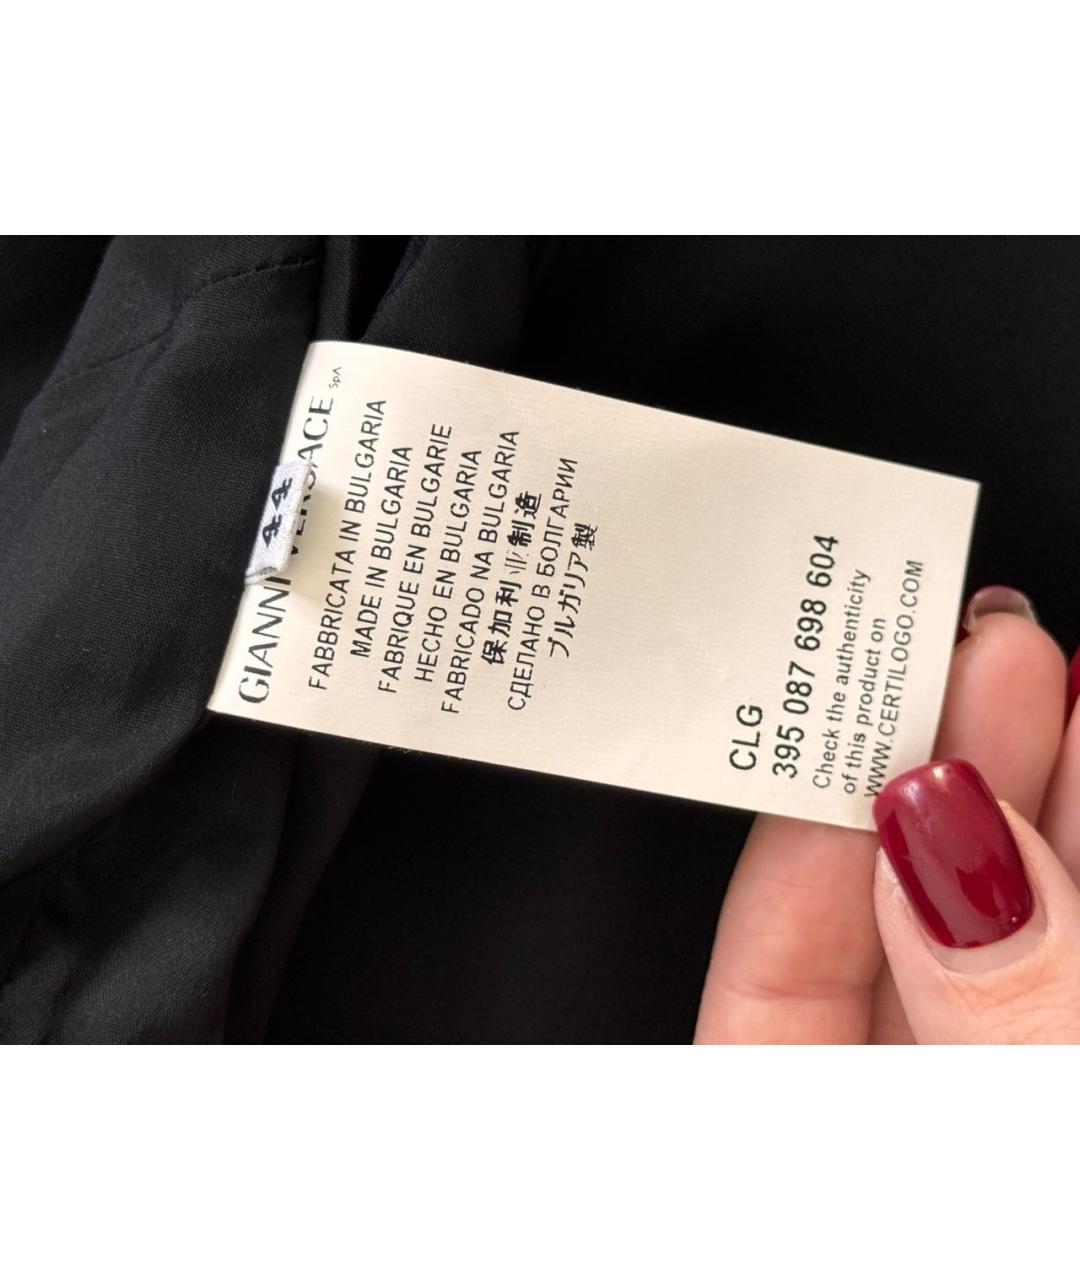 GIANNI VERSACE SpA
44
FABBRICATA IN BULGARIA
MADE IN BULGARIA
FABRIQUE EN BULGARIE
HECHO EN BULGARIA
FABRICADO NA BULGARIA
保加利亚制造
СДЕЛАНО В БОЛГАРИИ
ブルガリア製
CLG
395 087 698 604
Check the authenticity
of this product on
WWW.CERTILOGO.COM